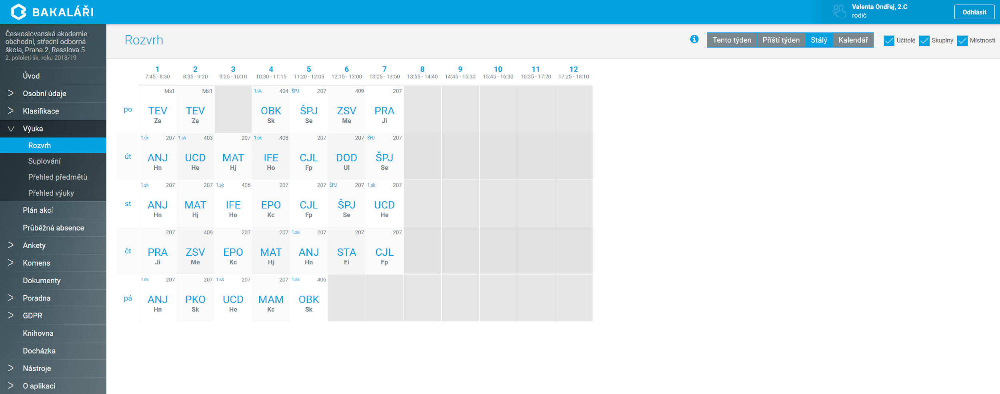 BAKALÁŘI
Valenta Ondřej, 2.C
rodič
Odhlásit
Českoslovanská akademie
obchodní, střední odborná
škola, Praha 2, Resslova 5
2. pololetí šk. roku 2018/19
Úvod
Osobní údaje
Klasifikace
Výuka
Rozvrh
Suplování
Přehled předmětů
Přehled výuky
Plán akcí
Průběžná absence
Ankety
Komens
Dokumenty
Poradna
GDPR
Knihovna
Docházka
Nástroje
O aplikaci
Rozvrh
Tento týden Příští týden Stálý Kalendář Učitelé Skupiny Místnosti
1 2 3 4 5 6 7 8 9 10 11 12
7:45 - 8:30 8:35 - 9:20 9:25 - 10:10 10:30 - 11:15 11:20 - 12:05 12:15 - 13:00 13:05 - 13:50 13:55 - 14:40 14:45 - 15:30 15:45 - 16:30 16:35 - 17:20 17:25 - 18:10
Mš1 Mš1 1.sk 404 ŠPJ 207 409 207
po TEV TEV OBK ŠPJ ZSV PRA
Za Za Sk Se Me Ji
1.sk 207 1.sk 403 207 1.sk 408 207 207 ŠPJ 207
út ANJ UCD MAT IFE CJL DOD ŠPJ
Hn He Hj Ho Fp Ul Se
1.sk 207 207 1.sk 406 207 207 ŠPJ 207 1.sk 207
st ANJ MAT IFE EPO CJL ŠPJ UCD
Hn Hj Ho Kc Fp Se He
207 409 207 207 1.sk 207 207 207
čt PRA ZSV EPO MAT ANJ STA CJL
Ji Me Kc Hj Hn Fi Fp
1.sk 207 207 1.sk 207 207 1.sk 406
pá ANJ PKO UCD MAM OBK
Hn Sk He Kc Sk